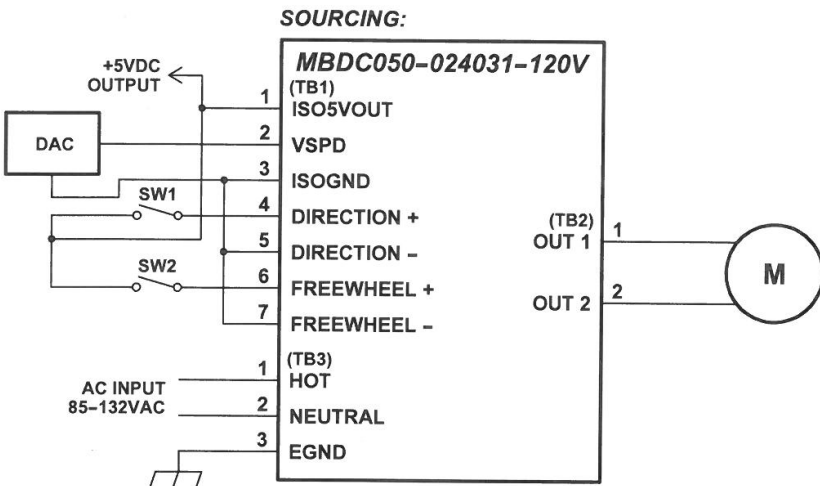 SOURCING:
MBDC050-024031-120V
+5VDC
OUTPUT
(TB1)
1 ISO5VOUT
DAC
2 VSPD
3 ISOGND
SW1
4 DIRECTION +
5 DIRECTION -
SW2
6 FREEWHEEL +
7 FREEWHEEL -
(TB2)
OUT 1 1
OUT 2 2
M
(TB3)
1 HOT
AC INPUT
85-132VAC
2 NEUTRAL
3 EGND